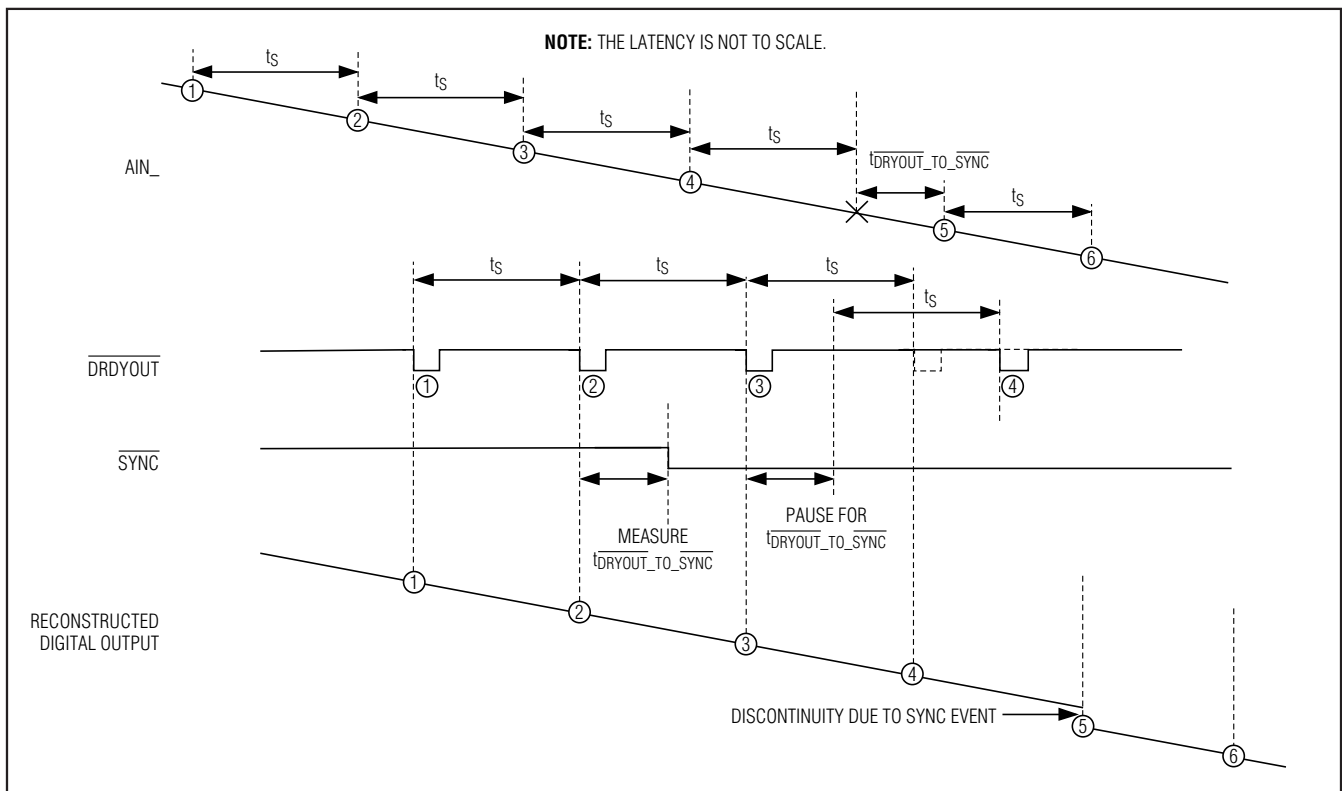 NOTE: THE LATENCY IS NOT TO SCALE.
tS
tS
tS
tS
tDRYOUT_TO_SYNC
tS
1
2
3
4
5
6
AIN_
tS
tS
tS
tS
DRDYOUT
1
2
3
4
SYNC
MEASURE
tDRYOUT_TO_SYNC
PAUSE FOR
tDRYOUT_TO_SYNC
RECONSTRUCTED
DIGITAL OUTPUT
1
2
3
4
DISCONTINUITY DUE TO SYNC EVENT
5
6